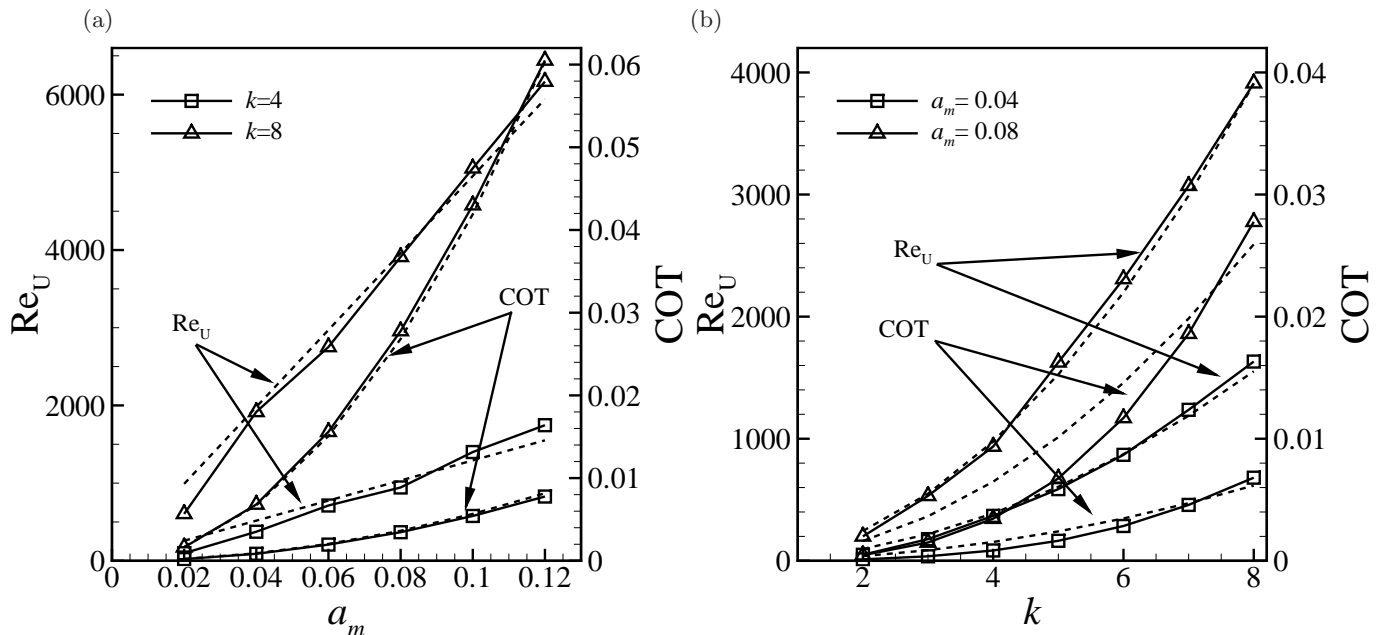 (a)
(b)
Re_U
6000
4000
2000
0
k=4
k=8
Re_U
COT
0.06
0.05
0.04
0.03
0.02
0.01
0
COT
0 0.02 0.04 0.06 0.08 0.1 0.12
a_m
Re_U
4000
3000
2000
1000
0
a_m= 0.04
a_m= 0.08
Re_U
COT
0.04
0.03
0.02
0.01
0
COT
2 4 6 8
k